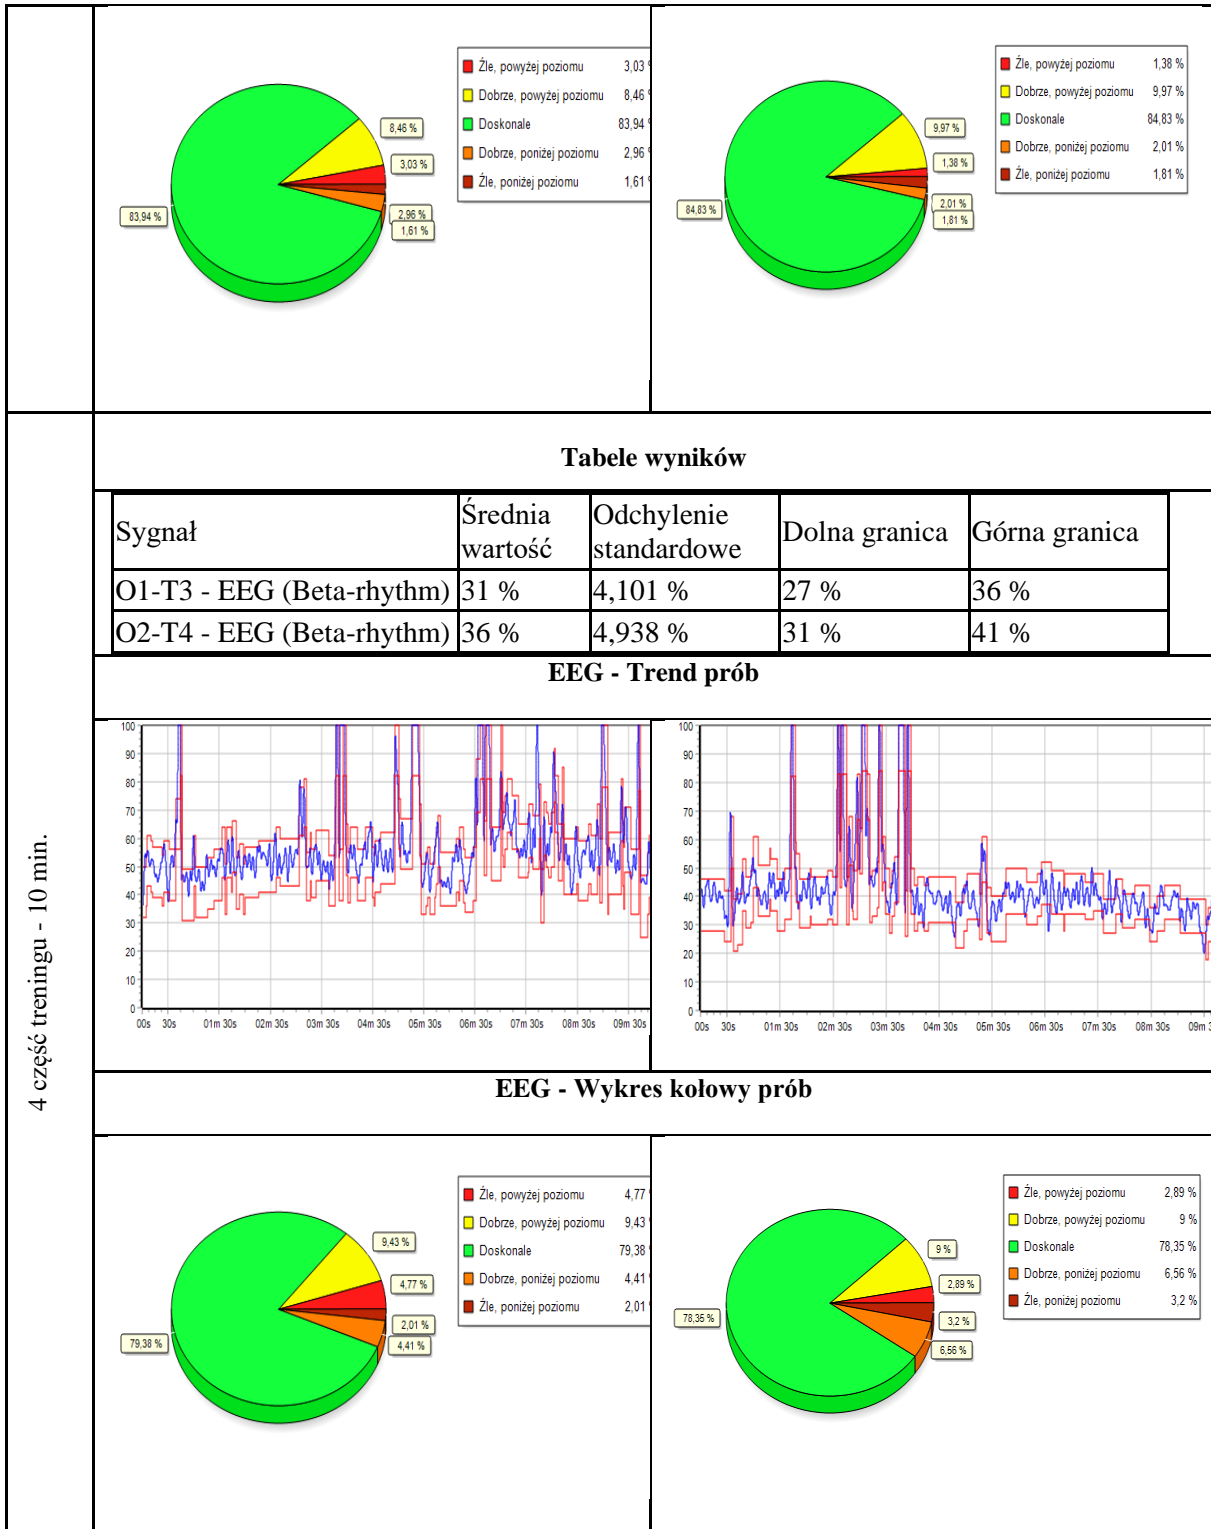 Źle, powyżej poziomu 3,03
Dobrze, powyżej poziomu 8,46
Doskonale 83,94
Dobrze, poniżej poziomu 2,96
Źle, poniżej poziomu 1,61
8,46 %
3,03 %
2,96 %
1,61 %
83,94 %
Źle, powyżej poziomu 1,38 %
Dobrze, powyżej poziomu 9,97 %
Doskonale 84,83 %
Dobrze, poniżej poziomu 2,01 %
Źle, poniżej poziomu 1,81 %
9,97 %
1,38 %
2,01 %
1,81 %
84,83 %
4 część treningu - 10 min.
Tabele wyników
Sygnał Średnia wartość Odchylenie standardowe Dolna granica Górna granica
O1-T3 - EEG (Beta-rhythm) 31 % 4,101 % 27 % 36 %
O2-T4 - EEG (Beta-rhythm) 36 % 4,938 % 31 % 41 %
EEG - Trend prób
100
90
80
70
60
50
40
30
20
10
0
00s 30s 01m 30s 02m 30s 03m 30s 04m 30s 05m 30s 06m 30s 07m 30s 08m 30s 09m 30s
100
90
80
70
60
50
40
30
20
10
0
00s 30s 01m 30s 02m 30s 03m 30s 04m 30s 05m 30s 06m 30s 07m 30s 08m 30s 09m
EEG - Wykres kołowy prób
Źle, powyżej poziomu 4,77
Dobrze, powyżej poziomu 9,43
Doskonale 79,38
Dobrze, poniżej poziomu 4,41
Źle, poniżej poziomu 2,01
9,43 %
4,77 %
2,01 %
4,41 %
79,38 %
Źle, powyżej poziomu 2,89 %
Dobrze, powyżej poziomu 9 %
Doskonale 78,35 %
Dobrze, poniżej poziomu 6,56 %
Źle, poniżej poziomu 3,2 %
9 %
2,89 %
3,2 %
6,56 %
78,35 %